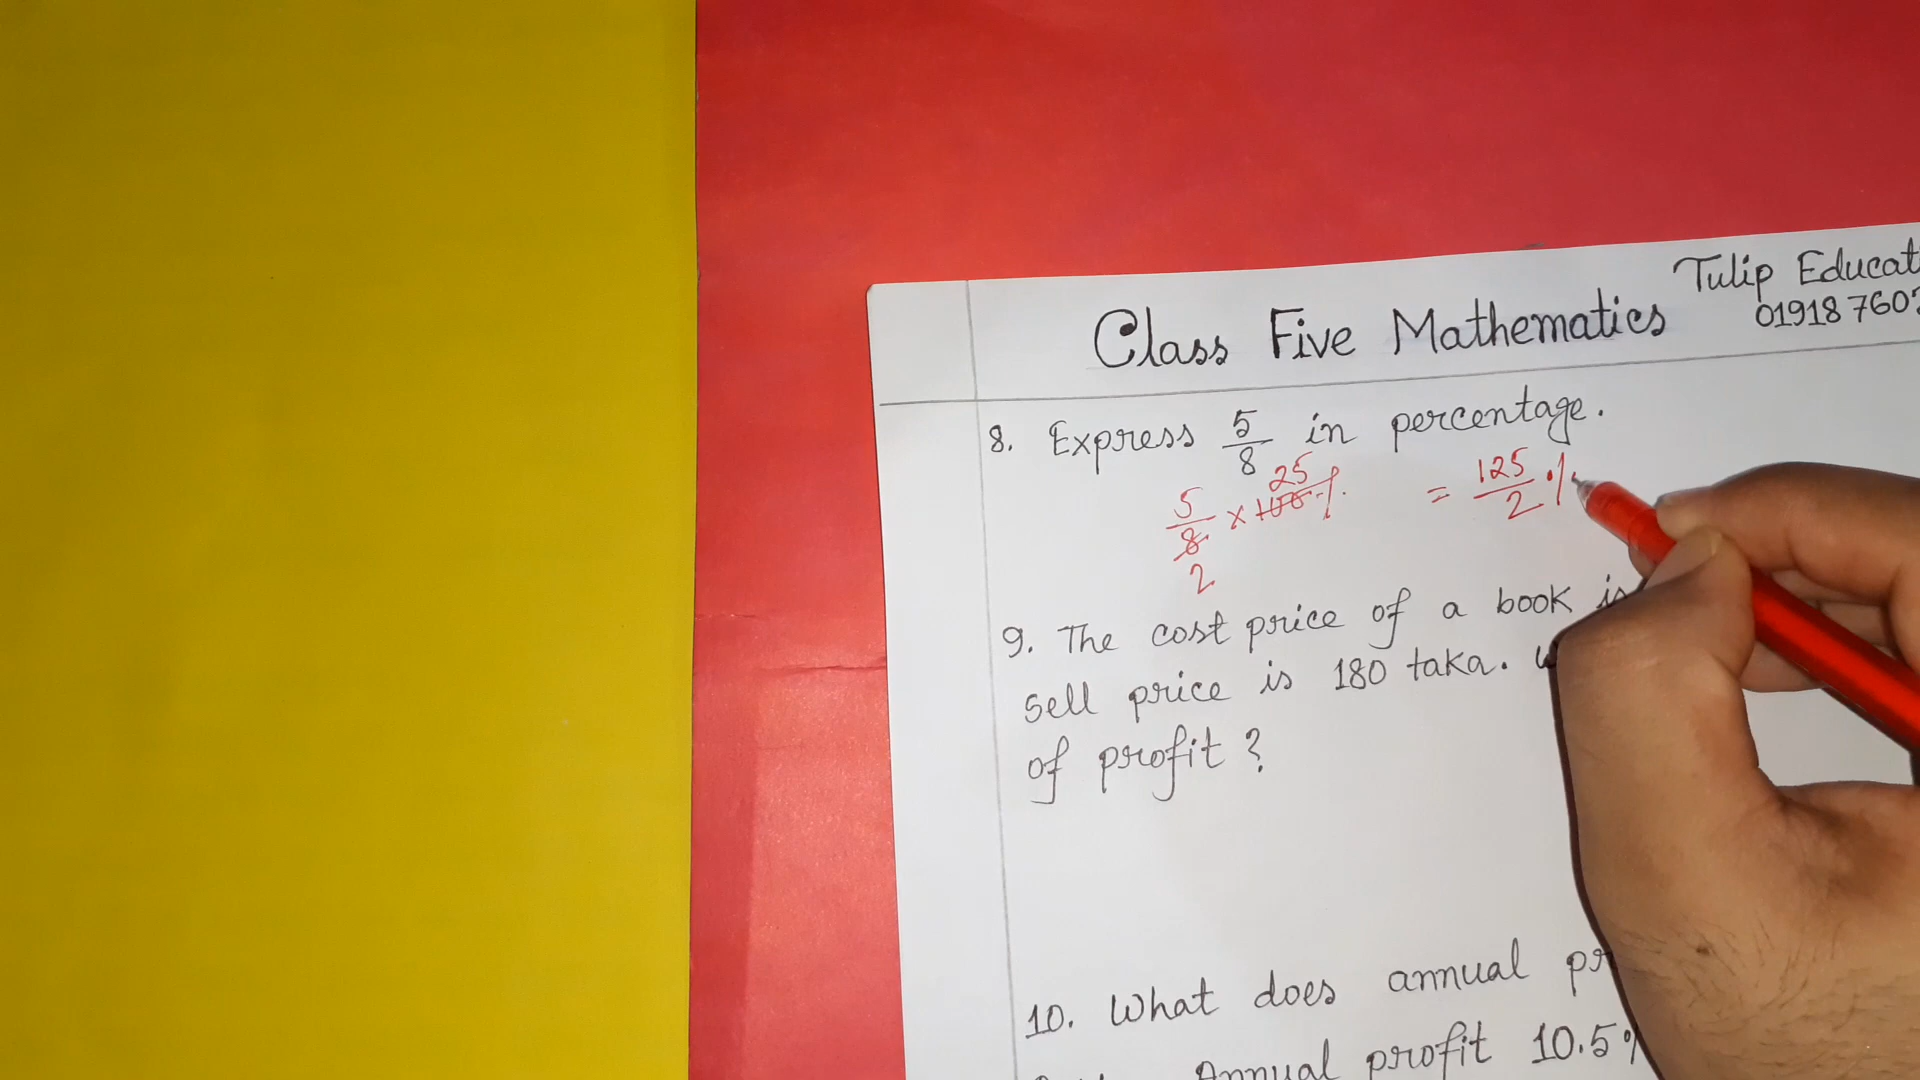 Class Five Mathematics
Tulip Educat
01918 760
8. Express 5/8 in percentage.
5/8 × 100 % = 125/2 %
25
2
9. The cost price of a book is
sell price is 180 taka.
of profit ?
10. What does annual
Annual profit 10.5%